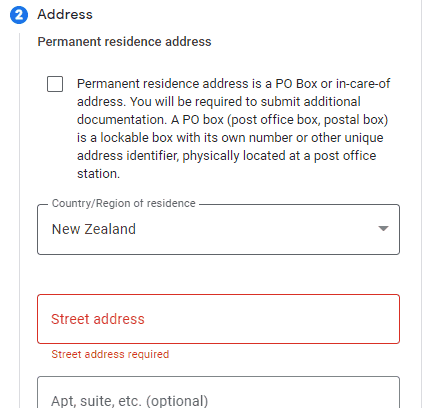 2 Address
Permanent residence address
Permanent residence address is a PO Box or in-care-of
address. You will be required to submit additional
documentation. A PO box (post office box, postal box)
is a lockable box with its own number or other unique
address identifier, physically located at a post office
station.
Country/Region of residence
New Zealand
Street address
Street address required
Apt, suite, etc. (optional)